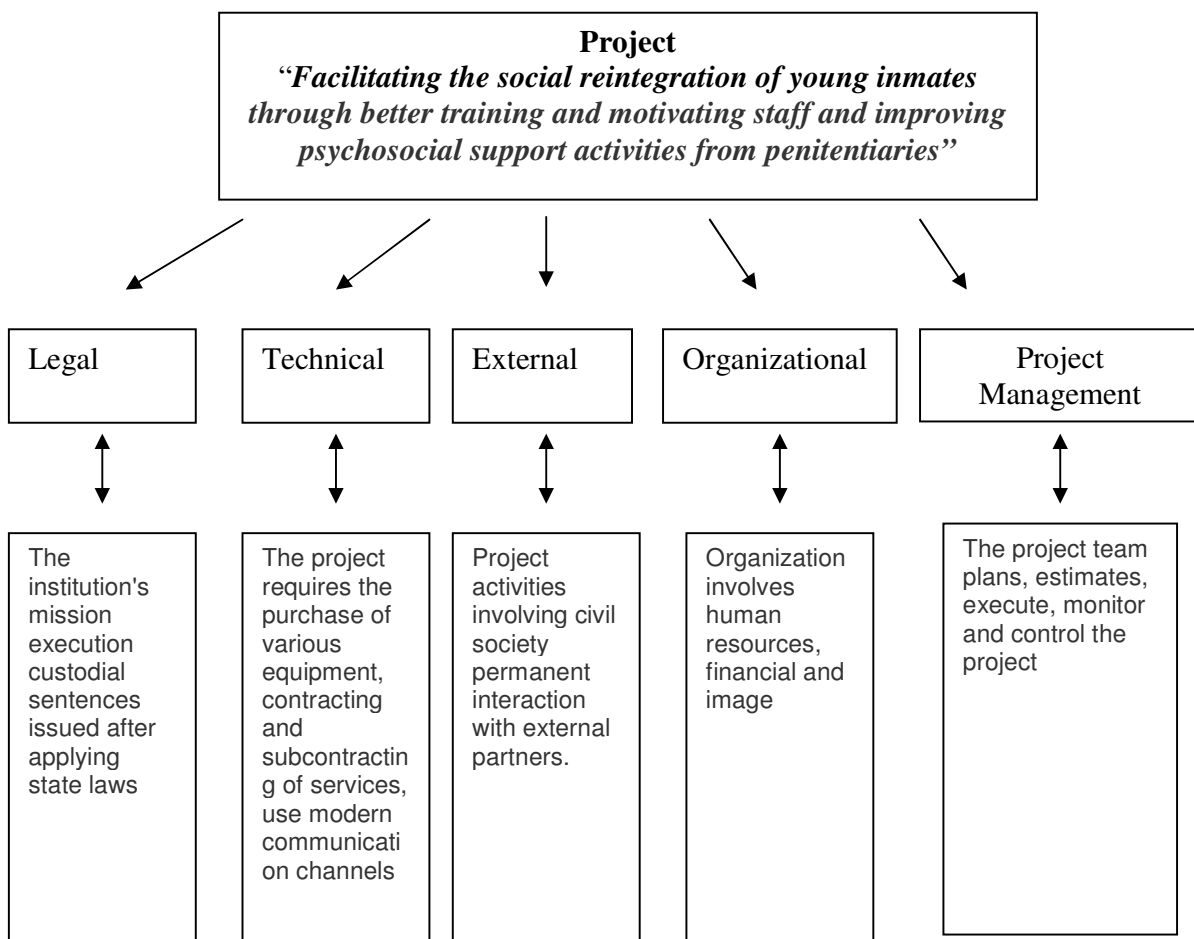 Project
“Facilitating the social reintegration of young inmates
through better training and motivating staff and improving
psychosocial support activities from penitentiaries”
Legal
Technical
External
Organizational
Project
Management
The
institution's
mission
execution
custodial
sentences
issued after
applying
state laws
The project
requires the
purchase of
various
equipment,
contracting
and
subcontractin
g of services,
use modern
communicati
on channels
Project
activities
involving civil
society
permanent
interaction
with external
partners.
Organization
involves
human
resources,
financial and
image
The project team
plans, estimates,
execute, monitor
and control the
project